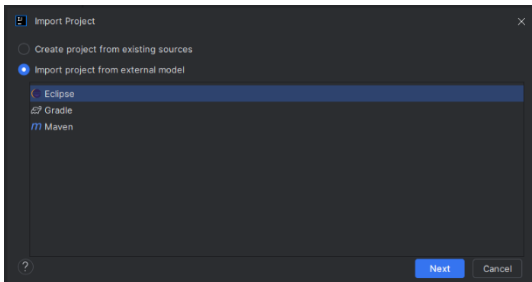 Import Project
Create project from existing sources
Import project from external model
Eclipse
Gradle
Maven
?
Next
Cancel